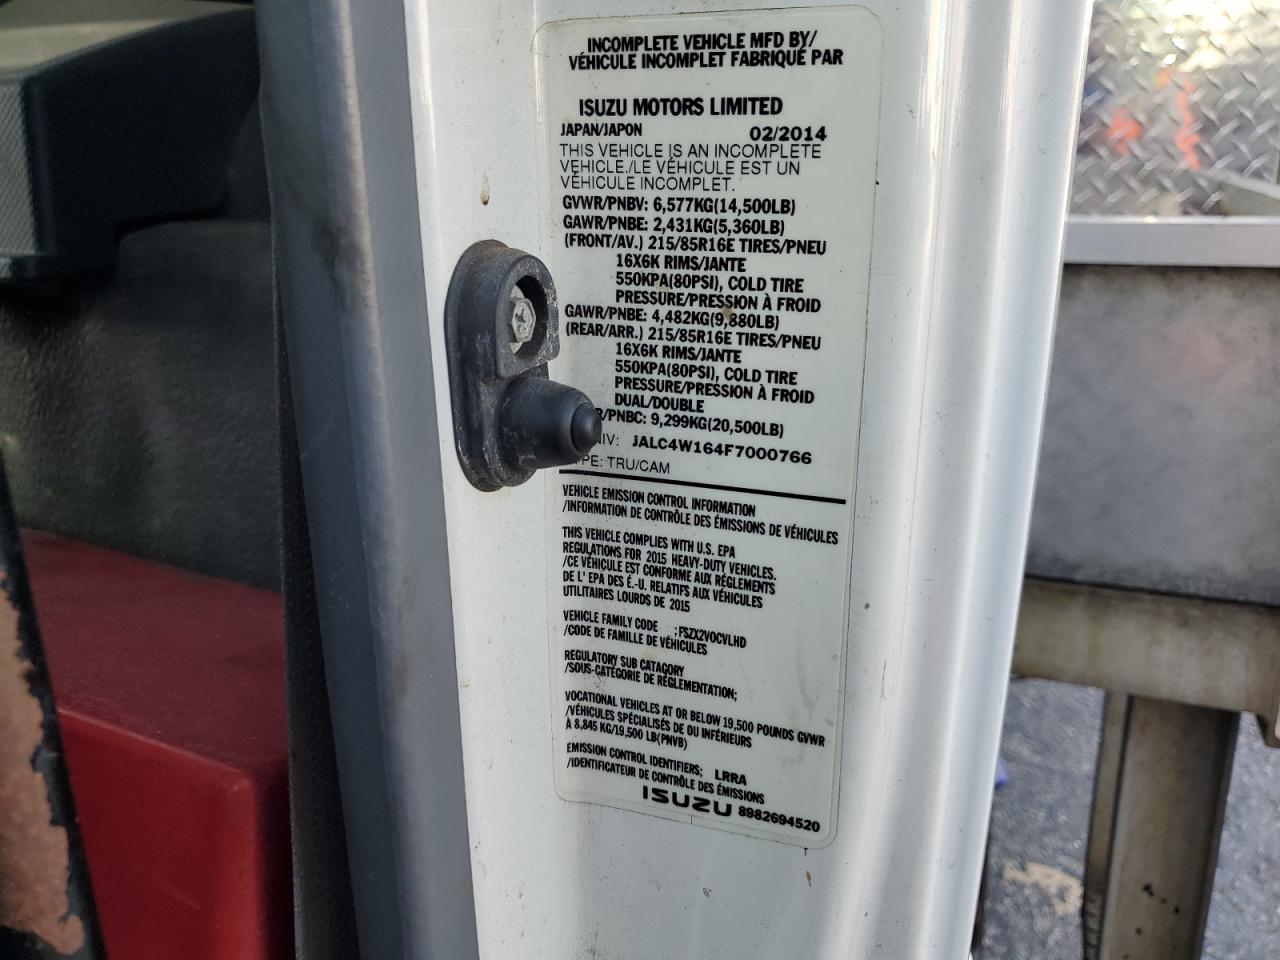 INCOMPLETE VEHICLE MFD BY/
VÉHICULE INCOMPLET FABRIQUÉ PAR
ISUZU MOTORS LIMITED
JAPAN/JAPON 02/2014
THIS VEHICLE IS AN INCOMPLETE
VEHICLE./LE VÉHICULE EST UN
VÉHICULE INCOMPLET.
GVWR/PNBV: 6,577KG(14,500LB)
GAWR/PNBE: 2,431KG(5,360LB)
(FRONT/AV.) 215/85R16E TIRES/PNEU
16X6K RIMS/JANTE
550KPA(80PSI), COLD TIRE
PRESSURE/PRESSION À FROID
GAWR/PNBE: 4,482KG(9,880LB)
(REAR/ARR.) 215/85R16E TIRES/PNEU
16X6K RIMS/JANTE
550KPA(80PSI), COLD TIRE
PRESSURE/PRESSION À FROID
DUAL/DOUBLE
R/PNBC: 9,299KG(20,500LB)
NIV: JALC4W164F7000766
PE: TRU/CAM
VEHICLE EMISSION CONTROL INFORMATION
/INFORMATION DE CONTRÔLE DES ÉMISSIONS DE VÉHICULES
THIS VEHICLE COMPLIES WITH U.S. EPA
REGULATIONS FOR 2015 HEAVY-DUTY VEHICLES.
/CE VÉHICULE EST CONFORME AUX RÈGLEMENTS
DE L' EPA DES É.-U. RELATIFS AUX VÉHICULES
UTILITAIRES LOURDS DE 2015
VEHICLE FAMILY CODE ;FSZX2VOCVLHD
/CODE DE FAMILLE DE VÉHICULES
REGULATORY SUB CATAGORY
/SOUS-CATÉGORIE DE RÉGLEMENTATION;
VOCATIONAL VEHICLES AT OR BELOW 19,500 POUNDS GVWR
/VÉHICULES SPÉCIALISÉS DE OU INFÉRIEURS
À 8,845 KG/19,500 LB(PNVB)
EMISSION CONTROL IDENTIFIERS; LRRA
/IDENTIFICATEUR DE CONTRÔLE DES ÉMISSIONS
ISUZU 8982694520